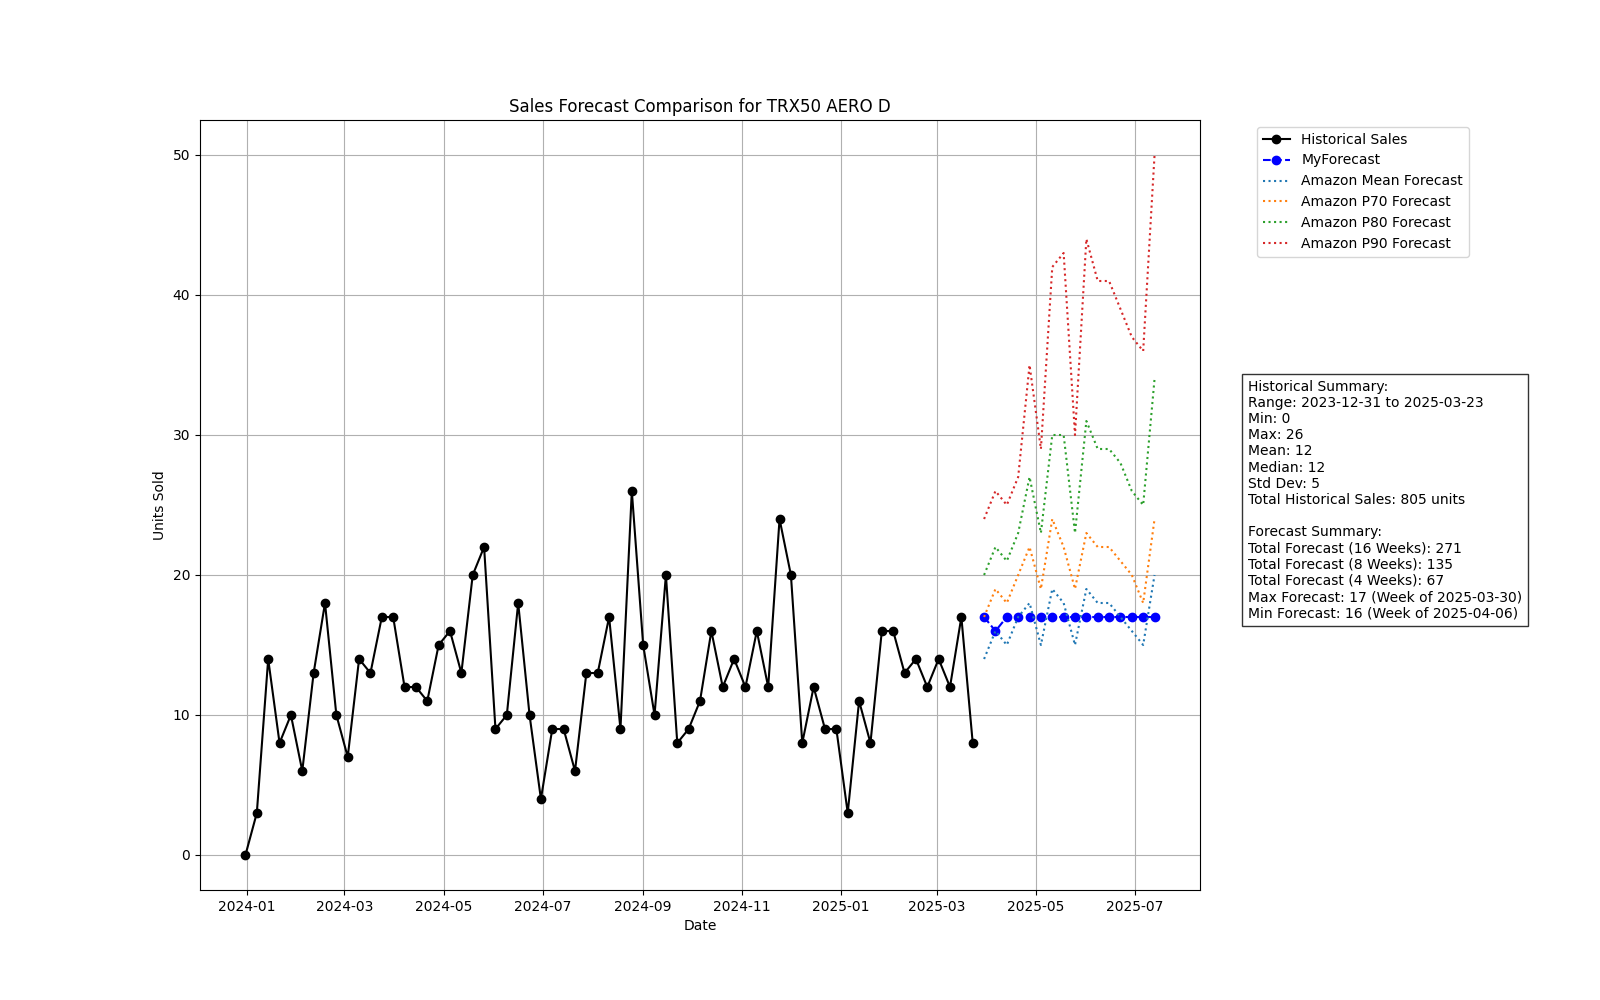 Sales Forecast Comparison for TRX50 AERO D
Units Sold
50
40
30
20
10
0
2024-01
2024-03
2024-05
2024-07
2024-09
2024-11
2025-01
2025-03
2025-05
2025-07
Date
Historical Sales
MyForecast
Amazon Mean Forecast
Amazon P70 Forecast
Amazon P80 Forecast
Amazon P90 Forecast
Historical Summary:
Range: 2023-12-31 to 2025-03-23
Min: 0
Max: 26
Mean: 12
Median: 12
Std Dev: 5
Total Historical Sales: 805 units
Forecast Summary:
Total Forecast (16 Weeks): 271
Total Forecast (8 Weeks): 135
Total Forecast (4 Weeks): 67
Max Forecast: 17 (Week of 2025-03-30)
Min Forecast: 16 (Week of 2025-04-06)